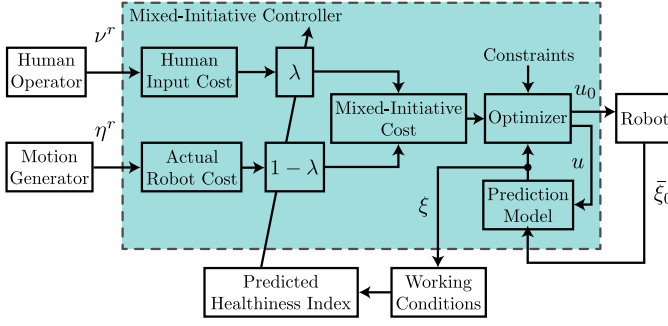 Mixed-Initiative Controller
ν^r
Human
Operator
Human
Input Cost
λ
Constraints
u_0
Mixed-Initiative
Cost
Optimizer
Robot
η^r
Motion
Generator
Actual
Robot Cost
1 − λ
u
ξ
Prediction
Model
ξ̄_0
Predicted
Healthiness Index
Working
Conditions